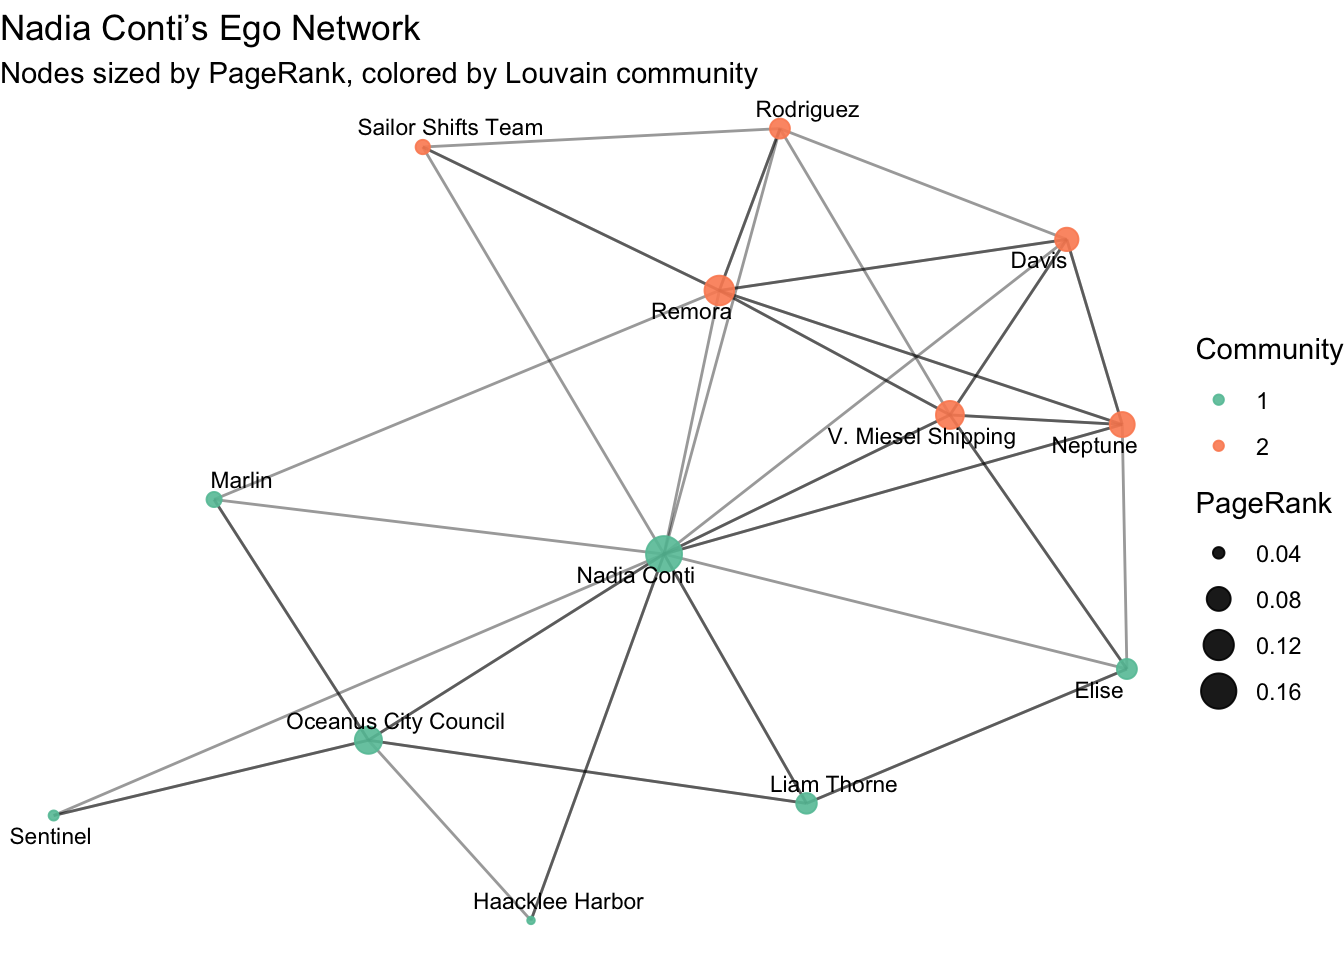 Nadia Conti’s Ego Network
Nodes sized by PageRank, colored by Louvain community
Rodriguez
Sailor Shifts Team
Davis
Remora
V. Miesel Shipping
Neptune
Marlin
Nadia Conti
Elise
Oceanus City Council
Liam Thorne
Sentinel
Haacklee Harbor
Community
1
2
PageRank
0.04
0.08
0.12
0.16